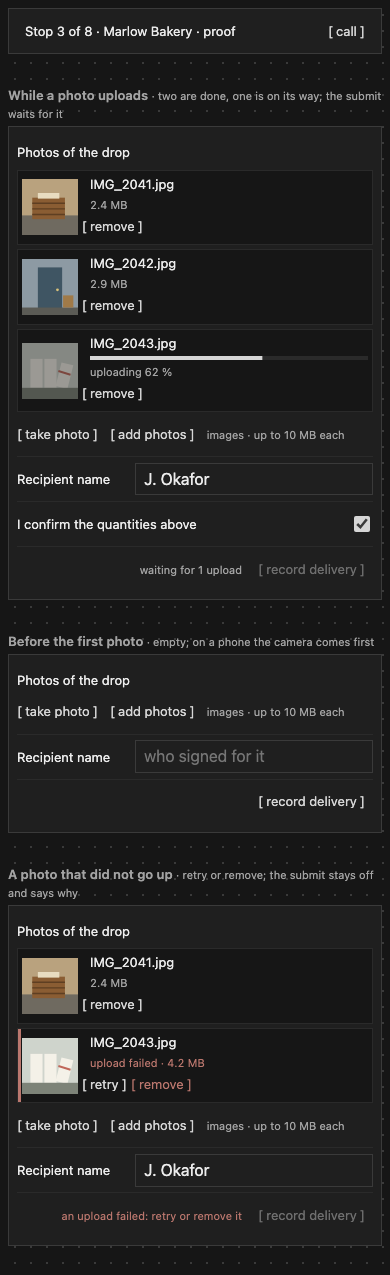 Stop 3 of 8 · Marlow Bakery · proof [ call ]
While a photo uploads · two are done, one is on its way; the submit
waits for it
Photos of the drop
IMG_2041.jpg
2.4 MB
[ remove ]
IMG_2042.jpg
2.9 MB
[ remove ]
IMG_2043.jpg
uploading 62 %
[ remove ]
[ take photo ] [ add photos ] images · up to 10 MB each
Recipient name J. Okafor
I confirm the quantities above
waiting for 1 upload [ record delivery ]
Before the first photo · empty; on a phone the camera comes first
Photos of the drop
[ take photo ] [ add photos ] images · up to 10 MB each
Recipient name who signed for it
[ record delivery ]
A photo that did not go up · retry or remove; the submit stays off
and says why
Photos of the drop
IMG_2041.jpg
2.4 MB
[ remove ]
IMG_2043.jpg
upload failed · 4.2 MB
[ retry ] [ remove ]
[ take photo ] [ add photos ] images · up to 10 MB each
Recipient name J. Okafor
an upload failed: retry or remove it [ record delivery ]